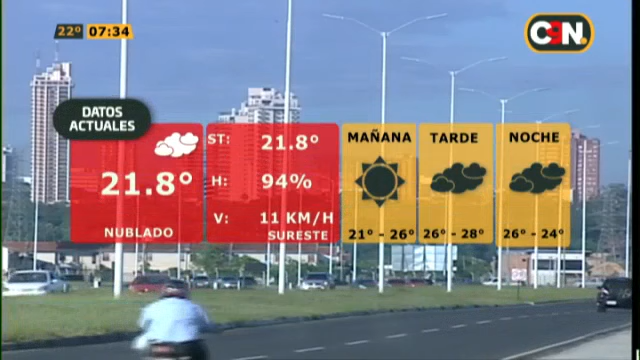 22° 07:34
C9N.
DATOS
ACTUALES
21.8°
NUBLADO
ST: 21.8°
H: 94%
V: 11 KM/H
SURESTE
MAÑANA
21° - 26°
TARDE
26° - 28°
NOCHE
26° - 24°